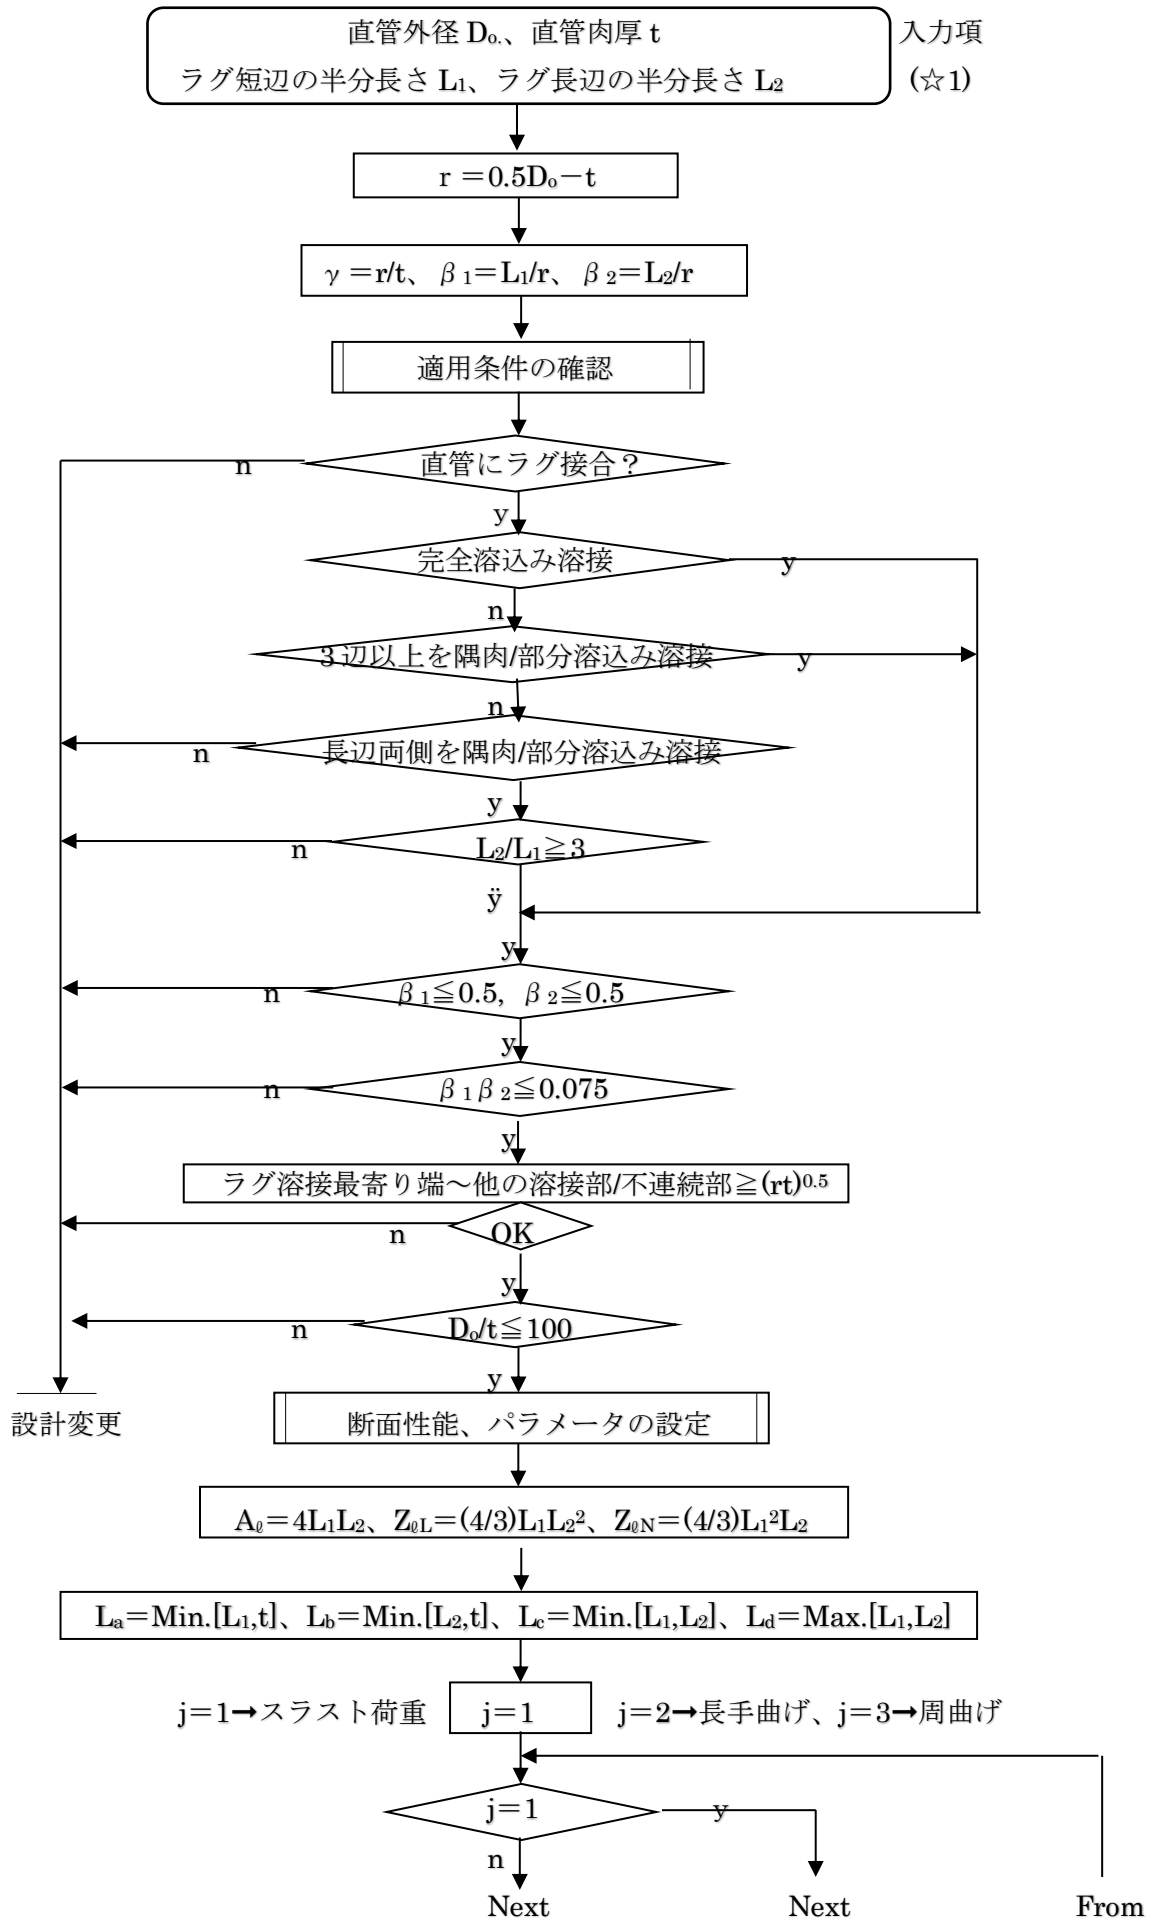 直管外径 Do.、直管肉厚 t
入力項
ラグ短辺の半分長さ L1、ラグ長辺の半分長さ L2
(☆1)
r =0.5Do-t
γ =r/t、β1=L1/r、β2=L2/r
適用条件の確認
直管にラグ接合?
n
y
完全溶込み溶接
y
n
3辺以上を隅肉/部分溶込み溶接
y
n
長辺両側を隅肉/部分溶込み溶接
n
y
L2/L1≧3
n
ÿ
y
β1≦0.5, β2≦0.5
n
y
β1β2≦0.075
n
y
ラグ溶接最寄り端~他の溶接部/不連続部≧(rt)0.5
OK
n
y
Do/t≦100
n
y
設計変更
断面性能、パラメータの設定
Aℓ=4L1L2、ZℓL=(4/3)L1L2²、ZℓN=(4/3)L1²L2
La=Min.[L1,t]、Lb=Min.[L2,t]、Lc=Min.[L1,L2]、Ld=Max.[L1,L2]
j=1→スラスト荷重
j=1
j=2→長手曲げ、j=3→周曲げ
j=1
y
n
Next
Next
From